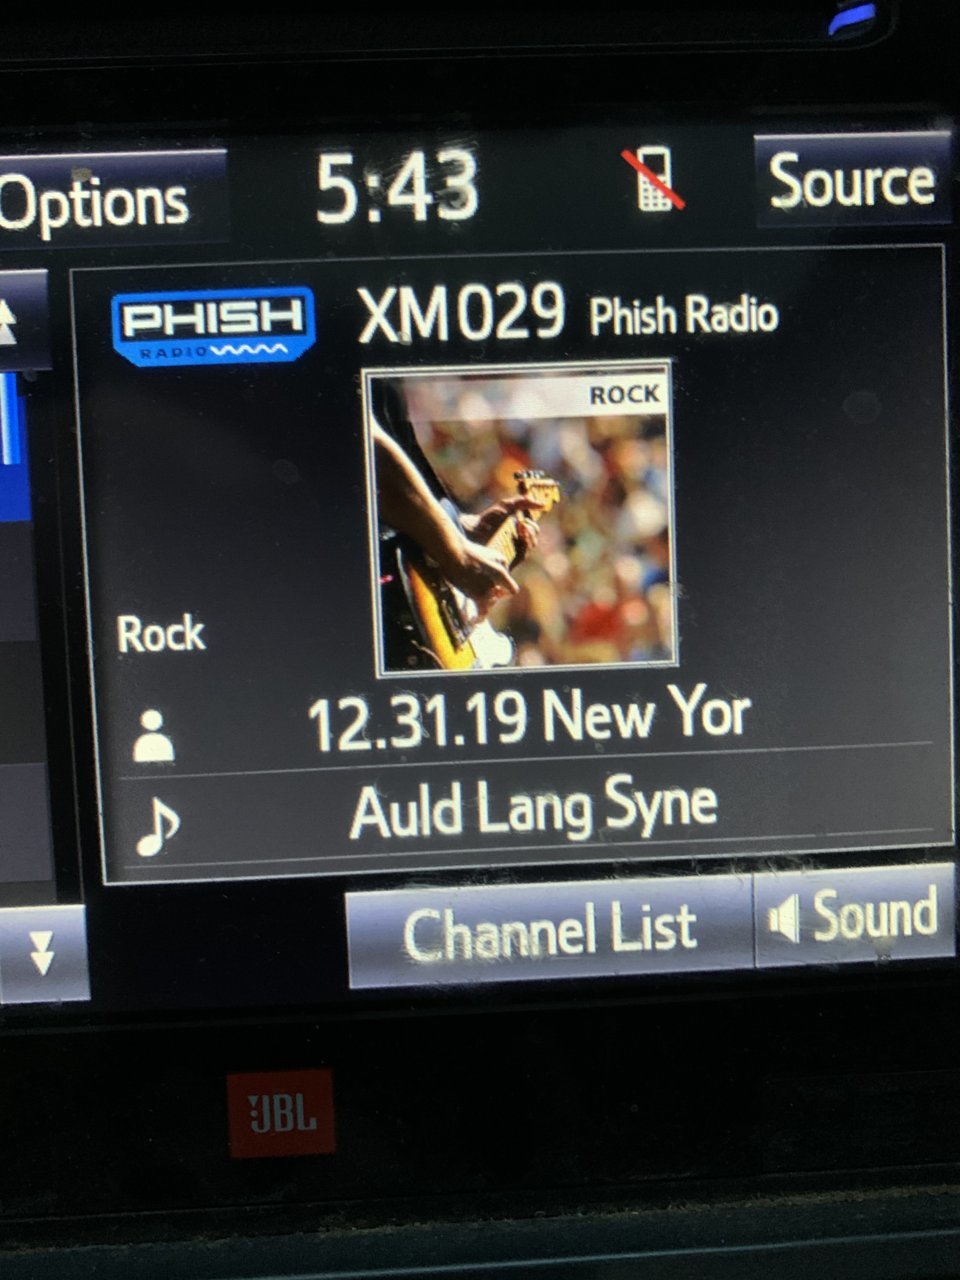 Options 5:43 Source
PHISH XM029 Phish Radio
RADIO
ROCK
Rock
12.31.19 New Yor
Auld Lang Syne
Channel List Sound
JBL